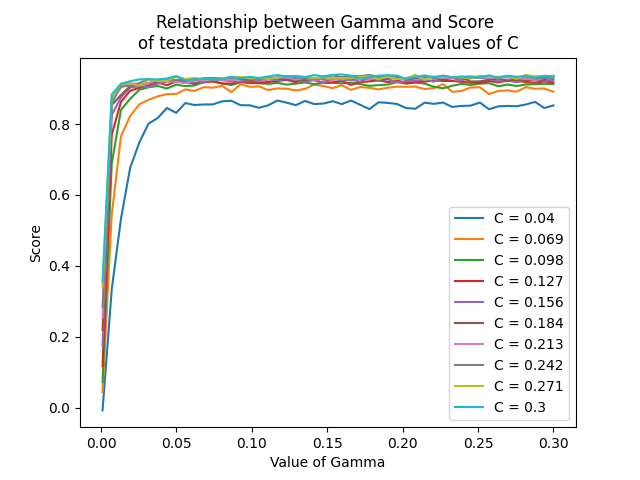 Relationship between Gamma and Score
of testdata prediction for different values of C
Score
0.8
0.6
0.4
0.2
0.0
C = 0.04
C = 0.069
C = 0.098
C = 0.127
C = 0.156
C = 0.184
C = 0.213
C = 0.242
C = 0.271
C = 0.3
0.00 0.05 0.10 0.15 0.20 0.25 0.30
Value of Gamma